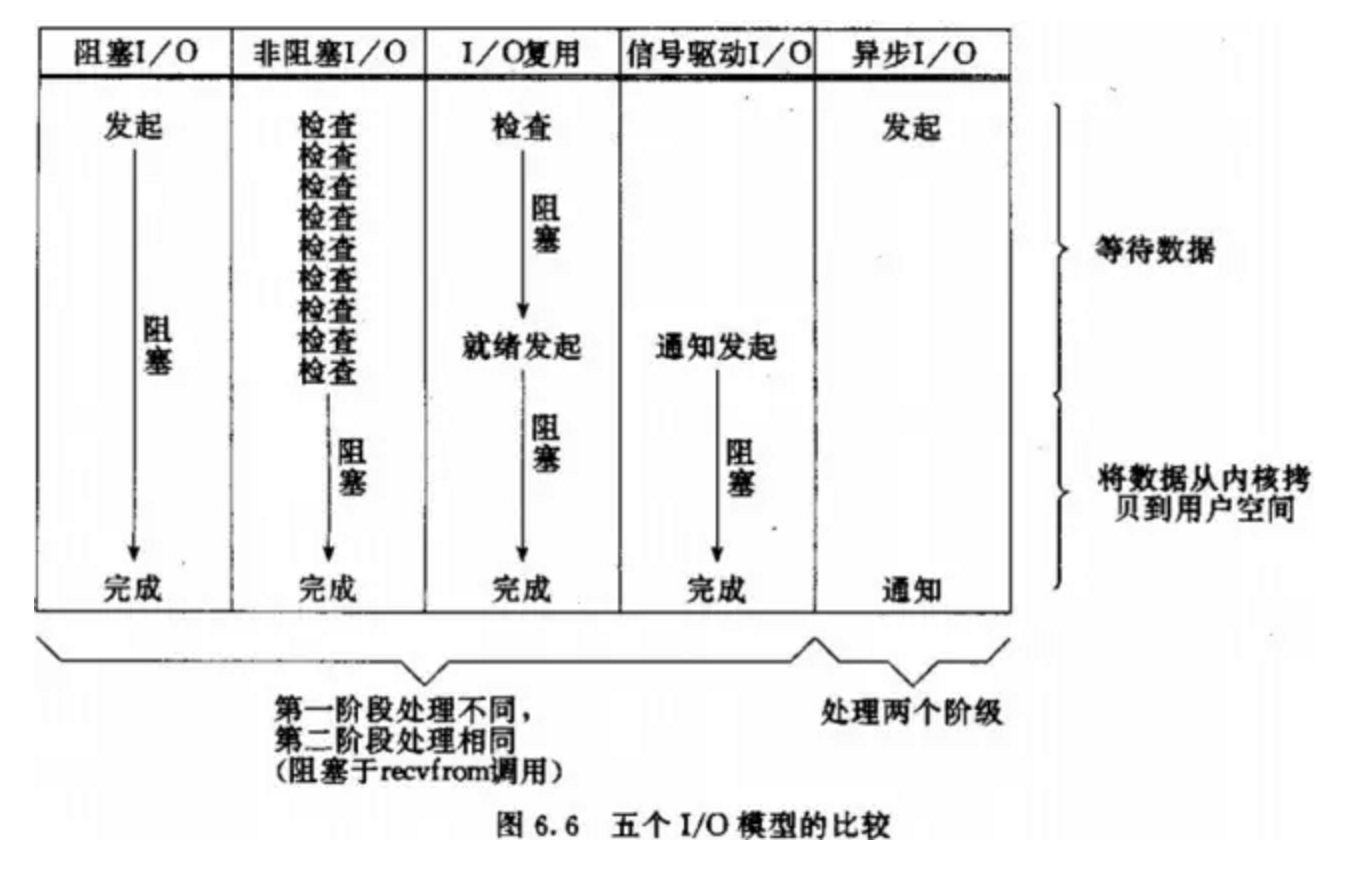 阻塞I/O 非阻塞I/O I/O复用 信号驱动I/O 异步I/O
发起 检查 检查 发起
检查
检查
检查
检查
检查
检查
检查
检查
阻塞
等待数据
阻塞
就绪发起 通知发起
阻塞
阻塞
阻塞
将数据从内核拷
贝到用户空间
完成 完成 完成 完成 通知
第一阶段处理不同，
第二阶段处理相同
(阻塞于recvfrom调用)
处理两个阶级
图 6.6 五个 I/O 模型的比较